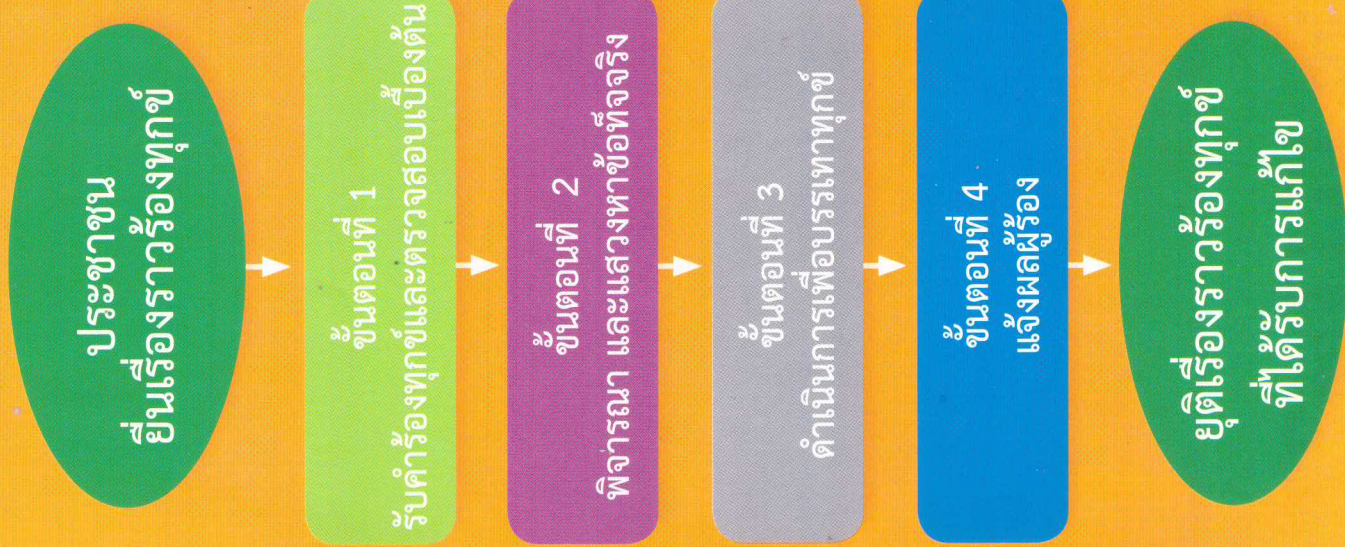 ประชาชน
ยื่นเรื่องราวร้องทุกข์
ขั้นตอนที่ 1
รับคำร้องทุกข์และตรวจสอบเบื้องต้น
ขั้นตอนที่ 2
พิจารณา และแสวงหาข้อท็จจริง
ขั้นตอนที่ 3
ดำเนินการเพื่อบรรเทาทุกข์
ขั้นตอนที่ 4
แจ้งผลผู้ร้อง
ยุติเรื่องราวร้องทุกข์
ที่ได้รับการแก้ไข